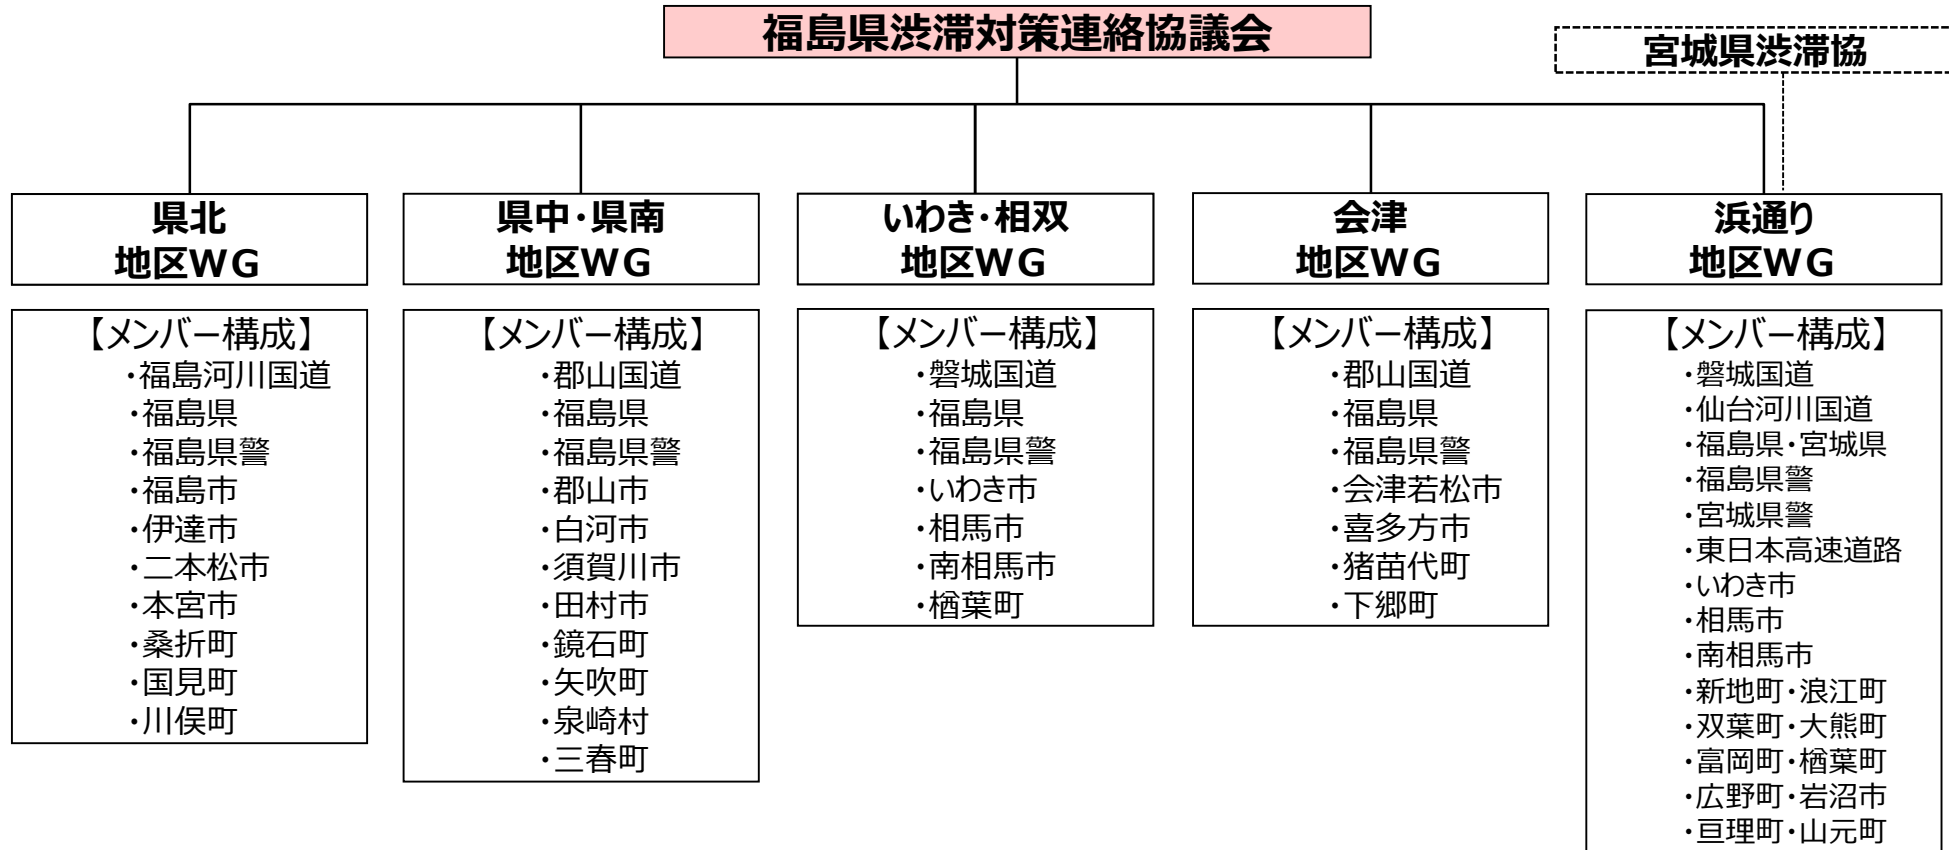 福島県渋滞対策連絡協議会
宮城県渋滞協
県北
地区WG
【メンバー構成】
・福島河川国道
・福島県
・福島県警
・福島市
・伊達市
・二本松市
・本宮市
・桑折町
・国見町
・川俣町
県中・県南
地区WG
【メンバー構成】
・郡山国道
・福島県
・福島県警
・郡山市
・白河市
・須賀川市
・田村市
・鏡石町
・矢吹町
・泉崎村
・三春町
いわき・相双
地区WG
【メンバー構成】
・磐城国道
・福島県
・福島県警
・いわき市
・相馬市
・南相馬市
・楢葉町
会津
地区WG
【メンバー構成】
・郡山国道
・福島県
・福島県警
・会津若松市
・喜多方市
・猪苗代町
・下郷町
浜通り
地区WG
【メンバー構成】
・磐城国道
・仙台河川国道
・福島県・宮城県
・福島県警
・宮城県警
・東日本高速道路
・いわき市
・相馬市
・南相馬市
・新地町・浪江町
・双葉町・大熊町
・富岡町・楢葉町
・広野町・岩沼市
・亘理町・山元町